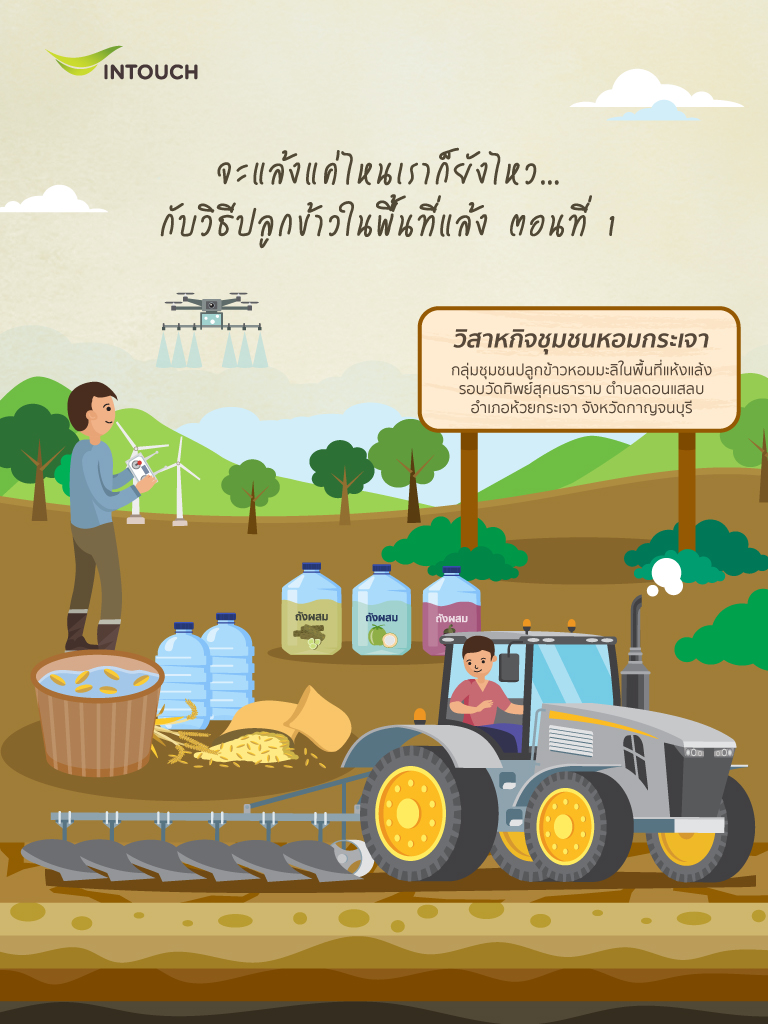 INTOUCH
จะแล้งแค่ไหนเราก็ยังไหว...
กับวิธีปลูกข้าวในพื้นที่แล้ง ตอนที่ 1
วิสาหกิจชุมชนหอมกระเจา
กลุ่มชุมชนปลูกข้าวหอมมะลิในพื้นที่แห้งแล้ง
รอบวัดทิพย์สุคนธาราม ตำบลดอนแสลบ
อำเภอห้วยกระเจา จังหวัดกาญจนบุรี
ถังผสม
ถังผสม
ถังผสม